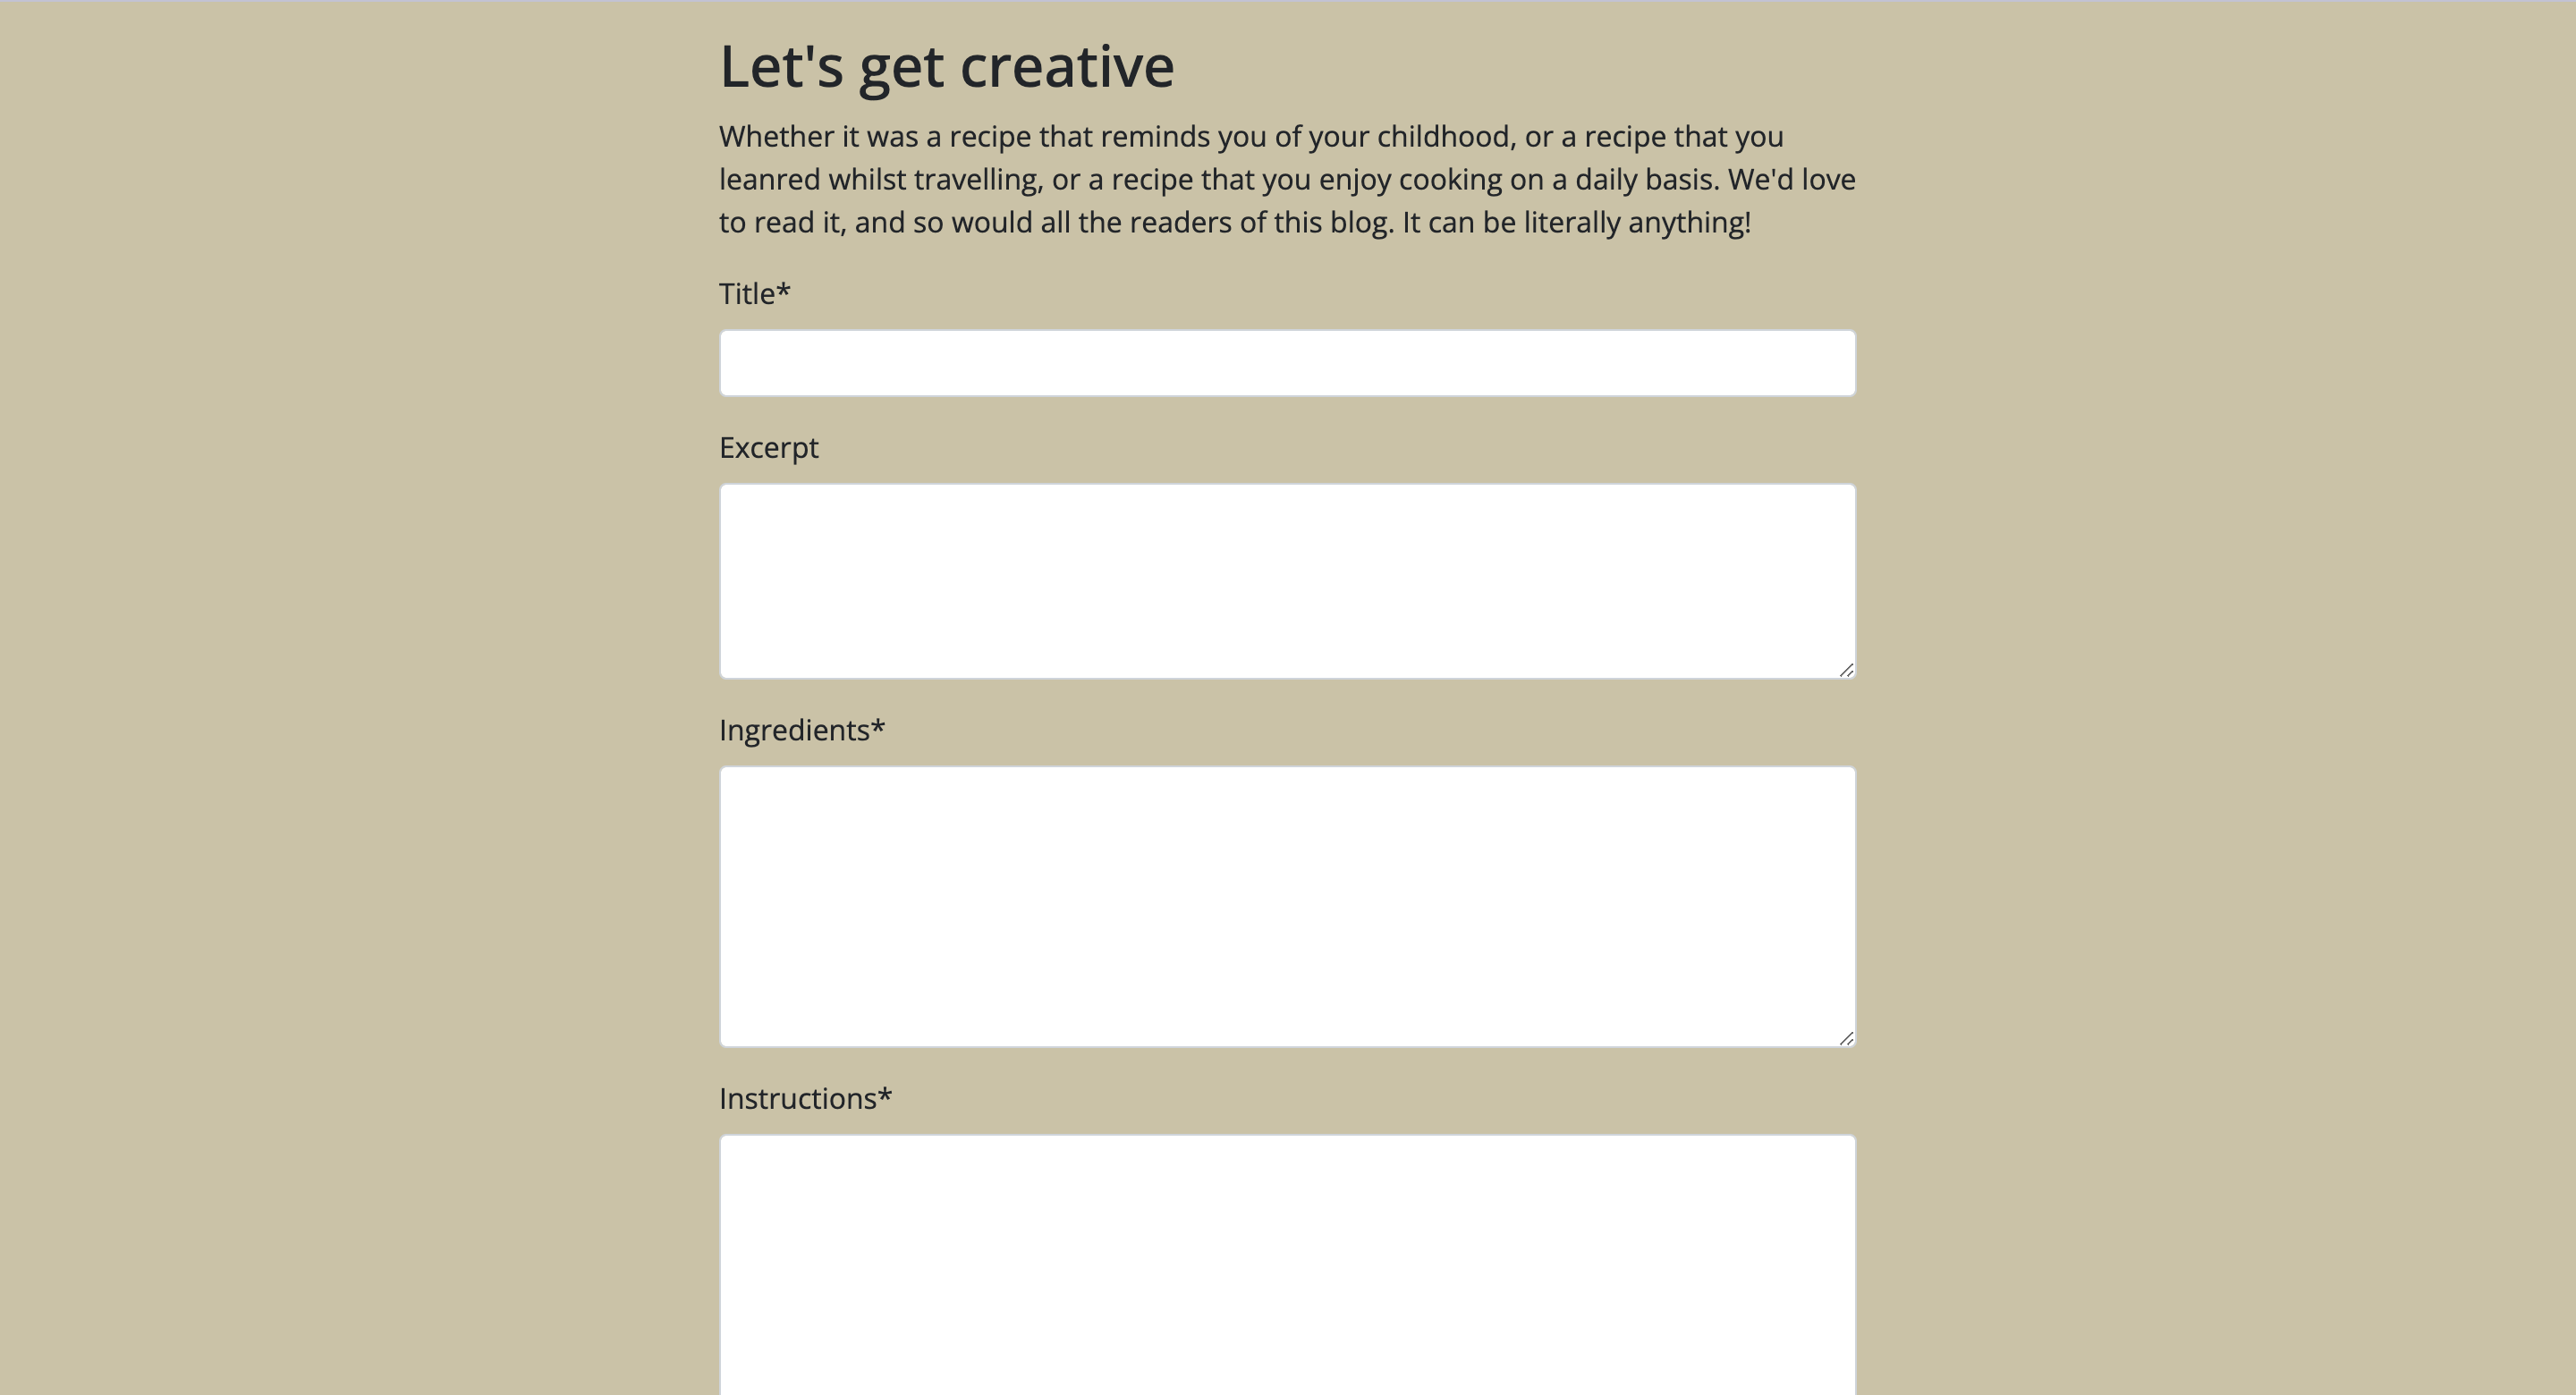 Let's get creative
Whether it was a recipe that reminds you of your childhood, or a recipe that you
leanred whilst travelling, or a recipe that you enjoy cooking on a daily basis. We'd love
to read it, and so would all the readers of this blog. It can be literally anything!
Title*
Excerpt
Ingredients*
Instructions*